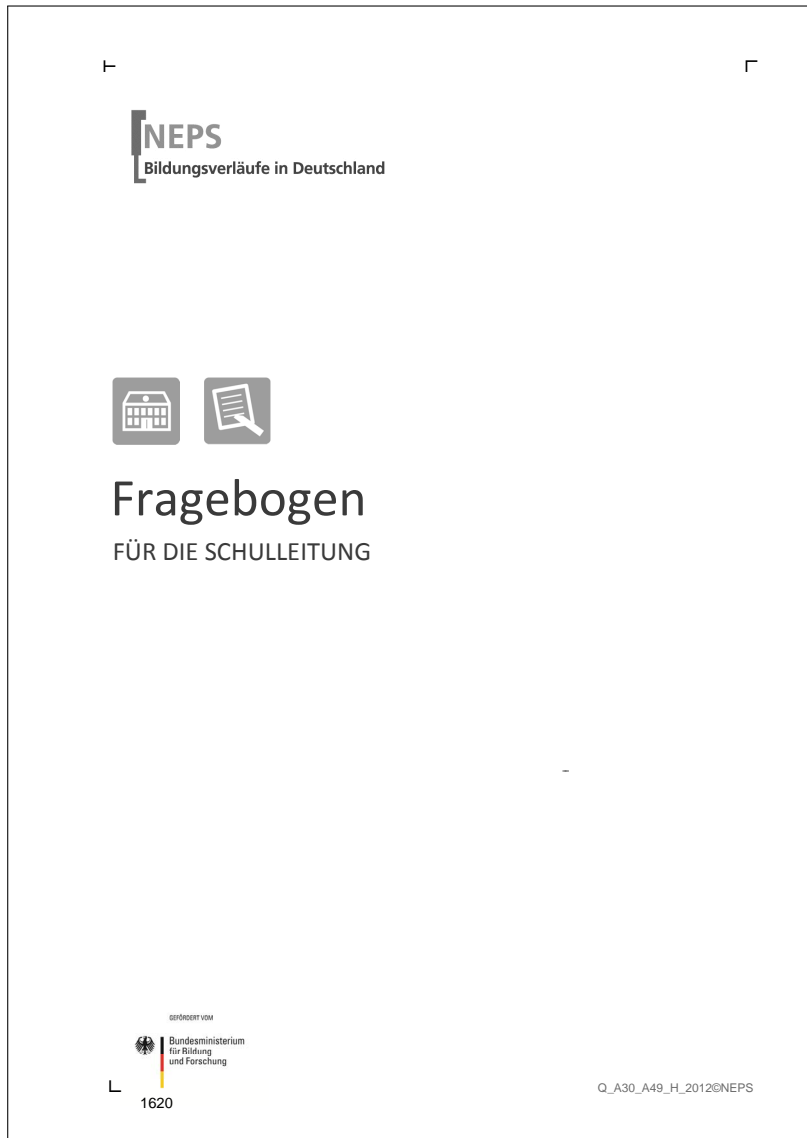 NEPS
Bildungsverläufe in Deutschland
Fragebogen
FÜR DIE SCHULLEITUNG
GEFÖRDERT VOM
Bundesministerium
für Bildung
und Forschung
1620
Q_A30_A49_H_2012©NEPS